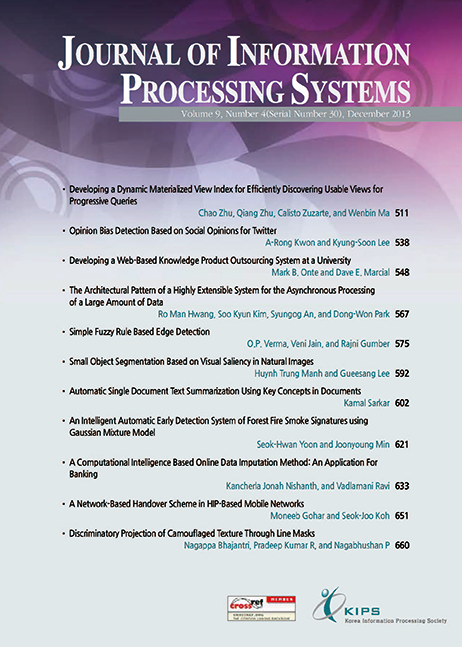 JOURNAL OF INFORMATION
PROCESSING SYSTEMS
Volume 9, Number 4(Serial Number 30), December 2013
• Developing a Dynamic Materialized View Index for Efficiently Discovering Usable Views for
Progressive Queries
Chao Zhu, Qiang Zhu, Calisto Zuzarte, and Wenbin Ma 511
• Opinion Bias Detection Based on Social Opinions for Twitter
A-Rong Kwon and Kyung-Soon Lee 538
• Developing a Web-Based Knowledge Product Outsourcing System at a University
Mark B. Onte and Dave E. Marcial 548
• The Architectural Pattern of a Highly Extensible System for the Asynchronous Processing
of a Large Amount of Data
Ro Man Hwang, Soo Kyun Kim, Syungog An, and Dong-Won Park 567
• Simple Fuzzy Rule Based Edge Detection
O.P. Verma, Veni Jain, and Rajni Gumber 575
• Small Object Segmentation Based on Visual Saliency in Natural Images
Huynh Trung Manh and Gueesang Lee 592
• Automatic Single Document Text Summarization Using Key Concepts in Documents
Kamal Sarkar 602
• An Intelligent Automatic Early Detection System of Forest Fire Smoke Signatures using
Gaussian Mixture Model
Seok-Hwan Yoon and Joonyoung Min 621
• A Computational Intelligence Based Online Data Imputation Method: An Application For
Banking
Kancherla Jonah Nishanth, and Vadlamani Ravi 633
• A Network-Based Handover Scheme in HIP-Based Mobile Networks
Moneeb Gohar and Seok-Joo Koh 651
• Discriminatory Projection of Camouflaged Texture Through Line Masks
Nagappa Bhajantri, Pradeep Kumar R, and Nagabhushan P 660
cross ref MEMBER
CROSSREF.ORG
THE CITATION LINKING BACKBONE
KIPS
Korea Information Processing Society